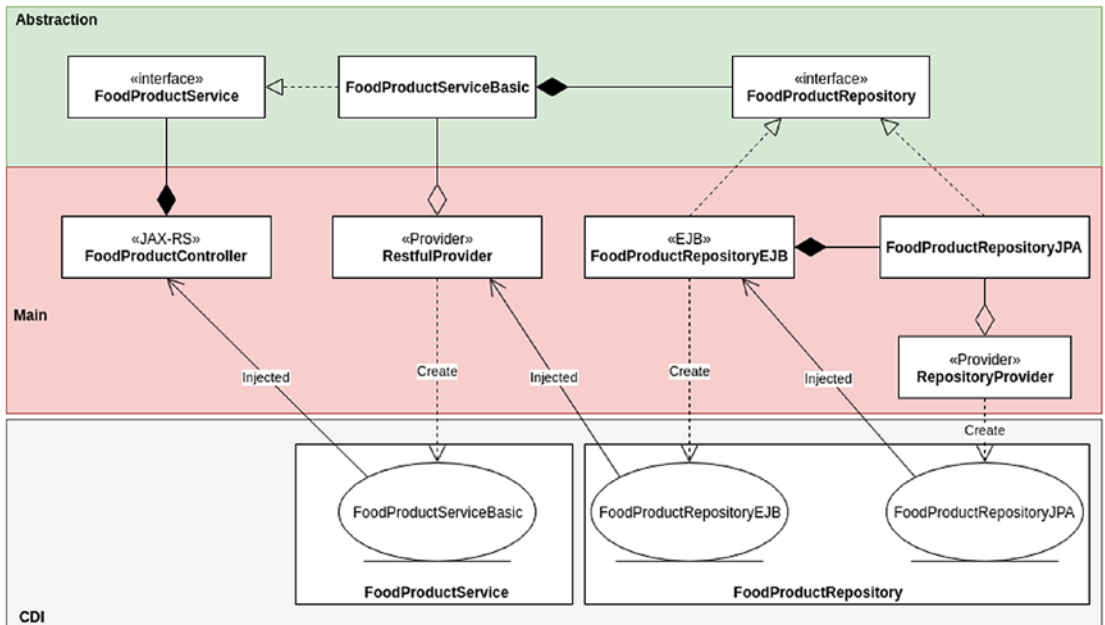 Abstraction
«interface»
FoodProductService
FoodProductServiceBasic
«interface»
FoodProductRepository
«JAX-RS»
FoodProductController
«Provider»
RestfulProvider
«EJB»
FoodProductRepositoryEJB
FoodProductRepositoryJPA
Main
«Provider»
RepositoryProvider
Injected
Create
Injected
Create
Injected
Create
FoodProductServiceBasic
FoodProductRepositoryEJB
FoodProductRepositoryJPA
FoodProductService
FoodProductRepository
CDI